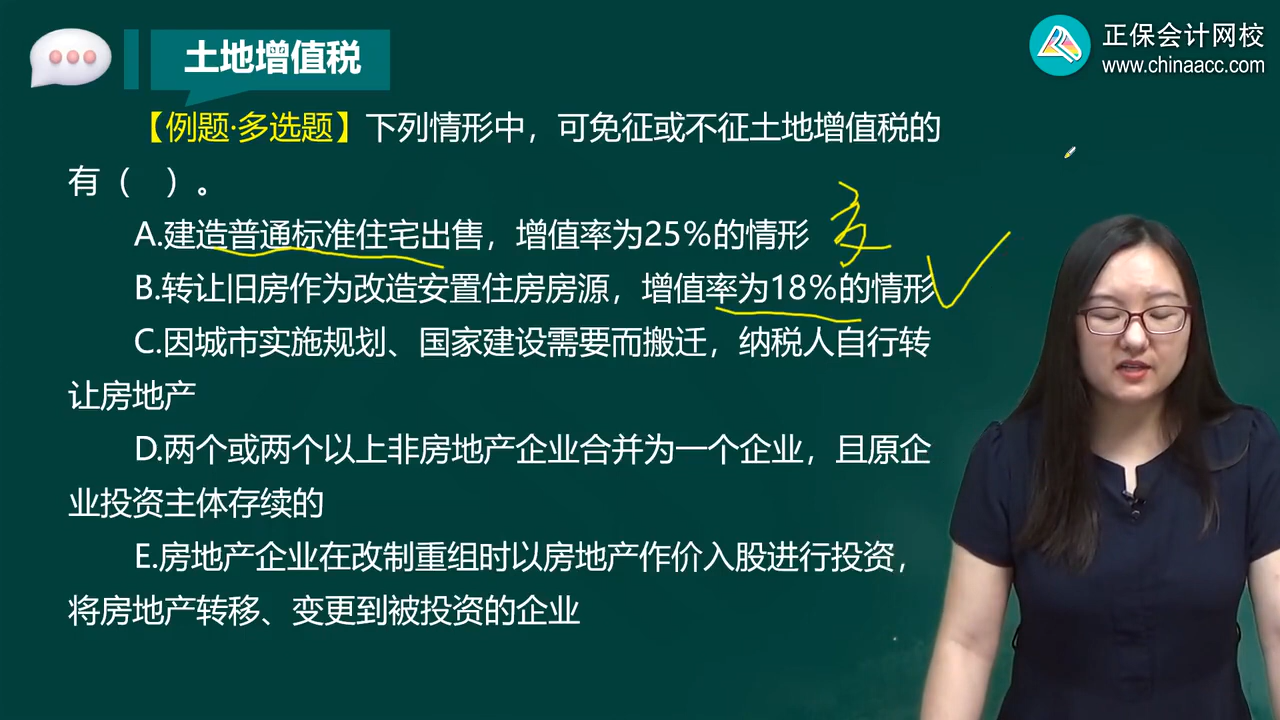 土地增值税
正保会计网校
www.chinaacc.com
【例题·多选题】下列情形中，可免征或不征土地增值税的
有（　）。
A.建造普通标准住宅出售，增值率为25%的情形
B.转让旧房作为改造安置住房房源，增值率为18%的情形
C.因城市实施规划、国家建设需要而搬迁，纳税人自行转
让房地产
D.两个或两个以上非房地产企业合并为一个企业，且原企
业投资主体存续的
E.房地产企业在改制重组时以房地产作价入股进行投资，
将房地产转移、变更到被投资的企业